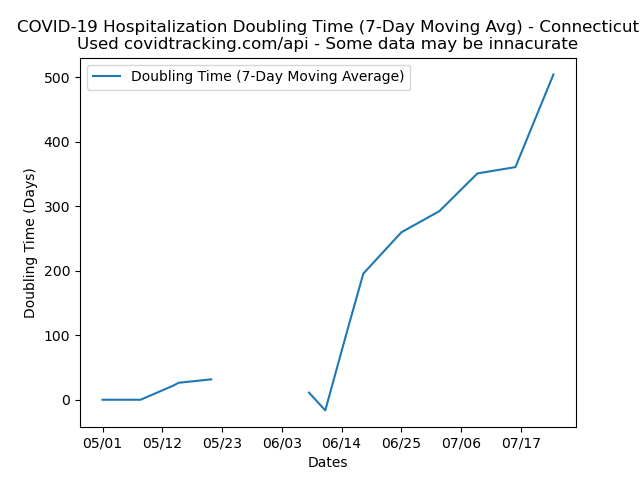 COVID-19 Hospitalization Doubling Time (7-Day Moving Avg) - Connecticut
Used covidtracking.com/api - Some data may be innacurate
Doubling Time (7-Day Moving Average)
500
400
300
200
100
0
Doubling Time (Days)
05/01 05/12 05/23 06/03 06/14 06/25 07/06 07/17
Dates